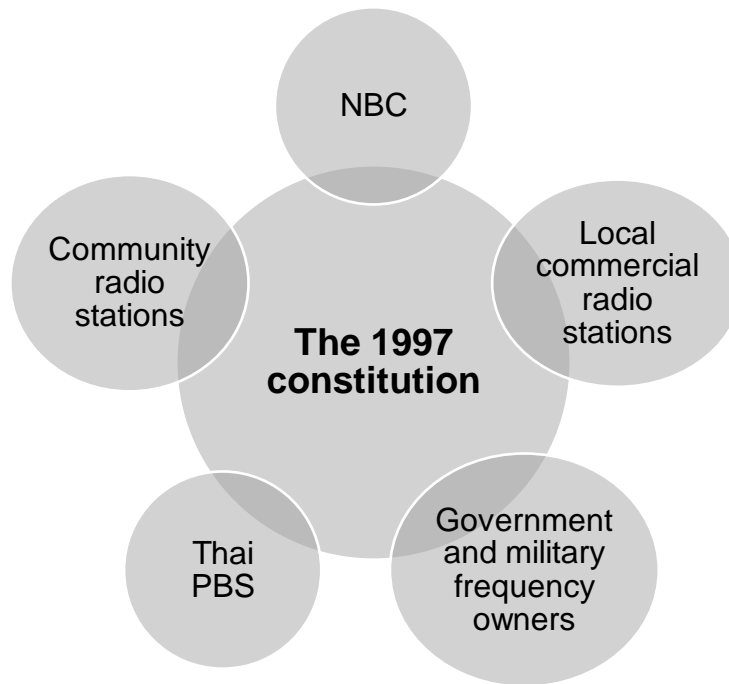 NBC
Community
radio
stations
Local
commercial
radio
stations
The 1997
constitution
Thai
PBS
Government
and military
frequency
owners